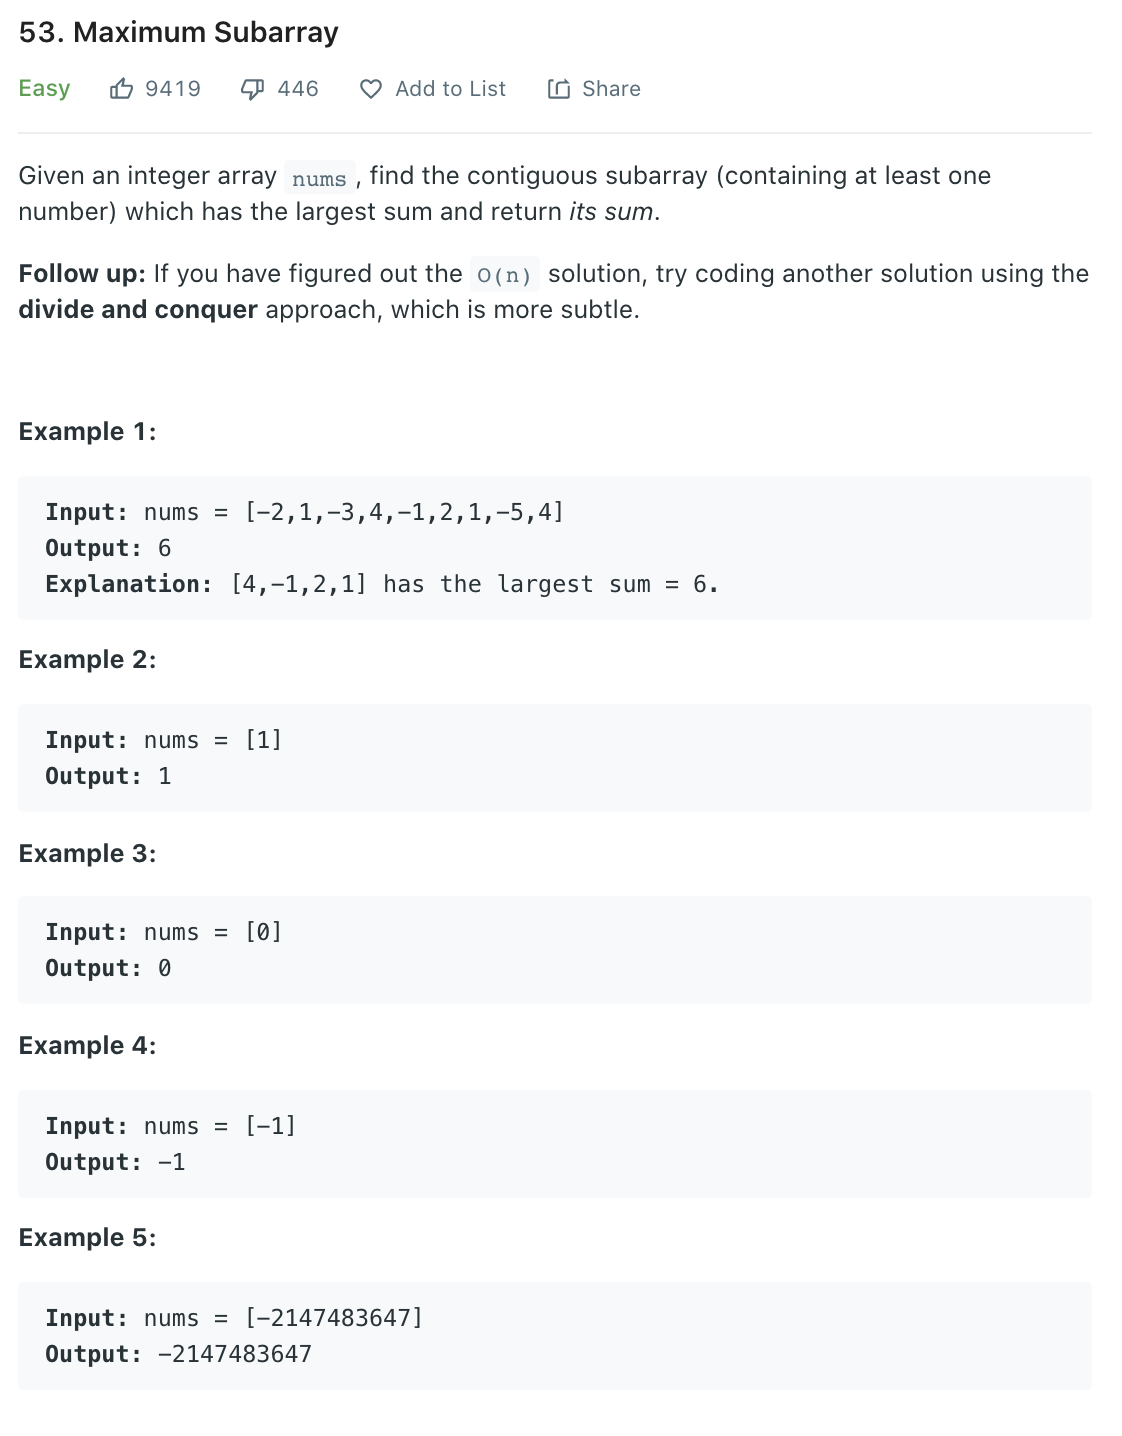 53. Maximum Subarray
Easy 9419 446 Add to List Share
Given an integer array nums , find the contiguous subarray (containing at least one
number) which has the largest sum and return its sum.
Follow up: If you have figured out the O(n) solution, try coding another solution using the
divide and conquer approach, which is more subtle.
Example 1:
Input: nums = [-2,1,-3,4,-1,2,1,-5,4]
Output: 6
Explanation: [4,-1,2,1] has the largest sum = 6.
Example 2:
Input: nums = [1]
Output: 1
Example 3:
Input: nums = [0]
Output: 0
Example 4:
Input: nums = [-1]
Output: -1
Example 5:
Input: nums = [-2147483647]
Output: -2147483647